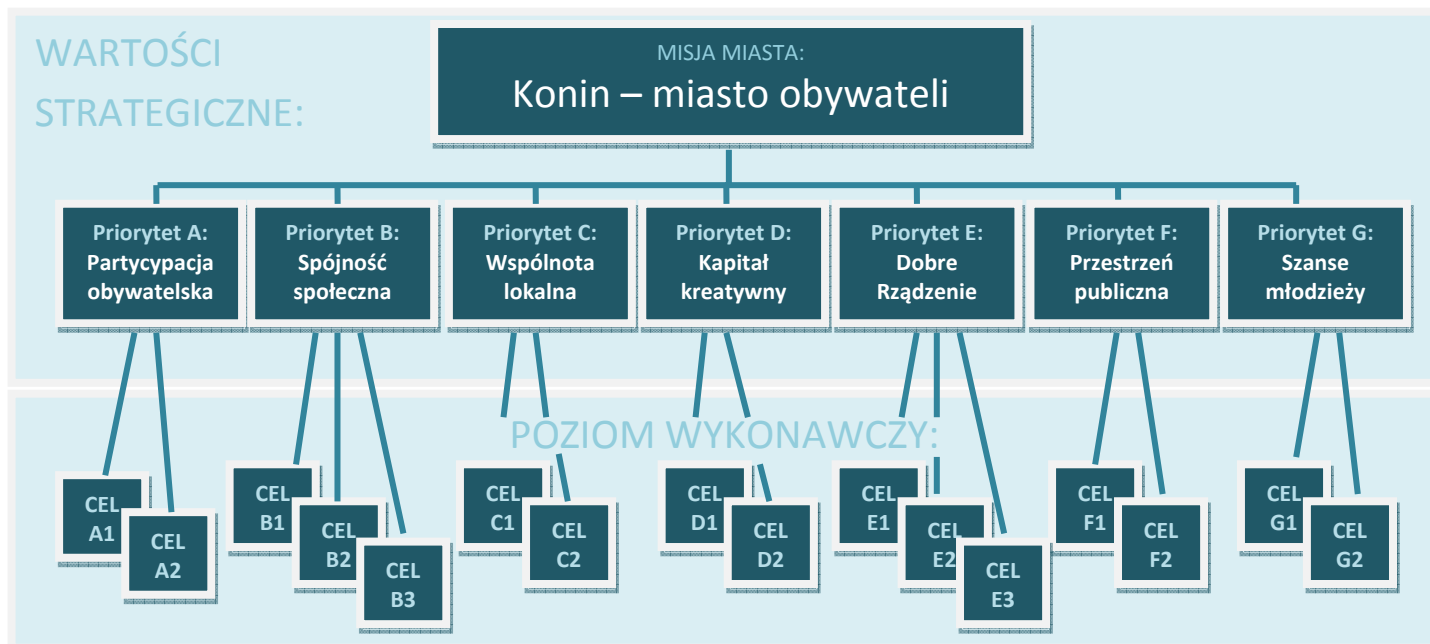 WARTOŚCI
STRATEGICZNE:
MISJA MIASTA:
Konin – miasto obywateli
Priorytet A:
Partycypacja
obywatelska
Priorytet B:
Spójność
społeczna
Priorytet C:
Wspólnota
lokalna
Priorytet D:
Kapitał
kreatywny
Priorytet E:
Dobre
Rządzenie
Priorytet F:
Przestrzeń
publiczna
Priorytet G:
Szanse
młodzieży
POZIOM WYKONAWCZY:
CEL
A1
CEL
A2
CEL
B1
CEL
B2
CEL
B3
CEL
C1
CEL
C2
CEL
D1
CEL
D2
CEL
E1
CEL
E2
CEL
E3
CEL
F1
CEL
F2
CEL
G1
CEL
G2